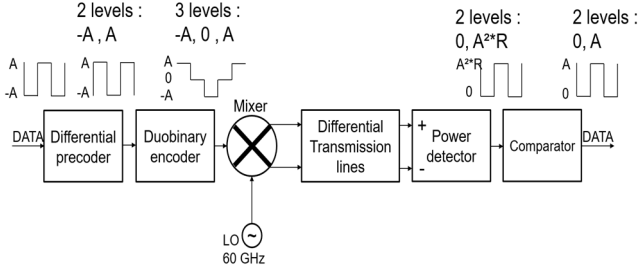 2 levels :
-A , A
3 levels :
-A, 0 , A
2 levels :
0, A²*R
2 levels :
0, A
A
-A
A
-A
A
0
-A
A²*R
0
A
0
Mixer
DATA
Differential
precoder
Duobinary
encoder
Differential
Transmission
lines
+
-
Power
detector
Comparator
DATA
LO
~
60 GHz